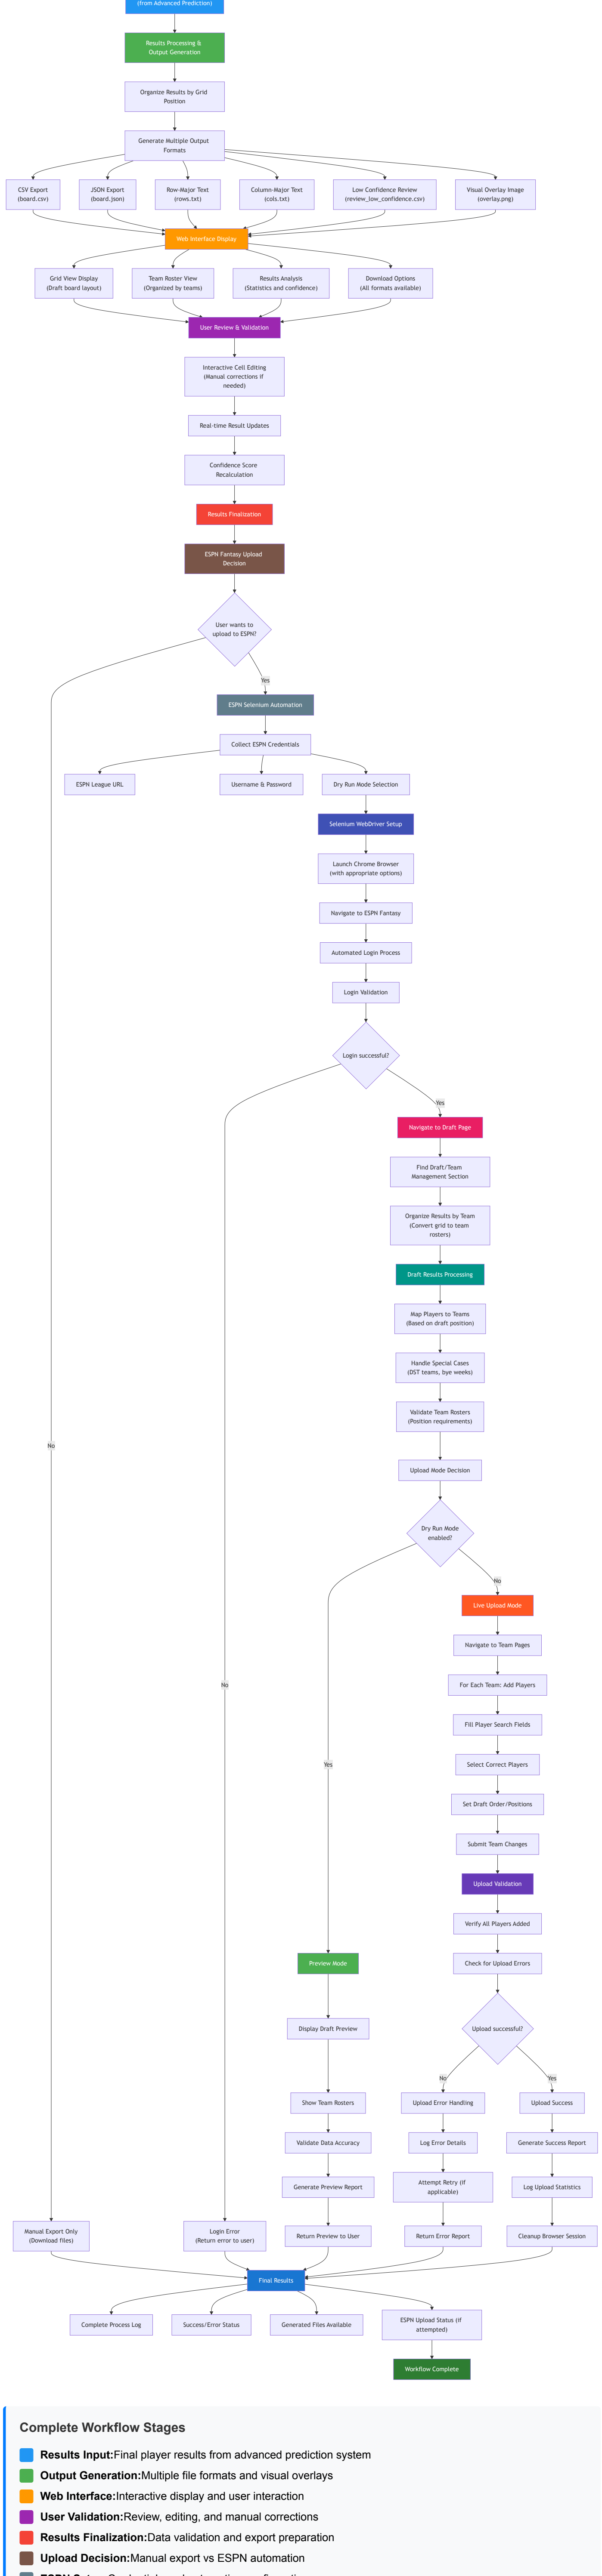 (from Advanced Prediction)
Results Processing &
Output Generation
Organize Results by Grid
Position
Generate Multiple Output
Formats
CSV Export
(board.csv)
JSON Export
(board.json)
Row-Major Text
(rows.txt)
Column-Major Text
(cols.txt)
Low Confidence Review
(review_low_confidence.csv)
Visual Overlay Image
(overlay.png)
Web Interface Display
Grid View Display
(Draft board layout)
Team Roster View
(Organized by teams)
Results Analysis
(Statistics and confidence)
Download Options
(All formats available)
User Review & Validation
Interactive Cell Editing
(Manual corrections if
needed)
Real-time Result Updates
Confidence Score
Recalculation
Results Finalization
ESPN Fantasy Upload
Decision
User wants to
upload to ESPN?
Yes
ESPN Selenium Automation
Collect ESPN Credentials
ESPN League URL
Username & Password
Dry Run Mode Selection
Selenium WebDriver Setup
Launch Chrome Browser
(with appropriate options)
Navigate to ESPN Fantasy
Automated Login Process
Login Validation
Login successful?
Yes
Navigate to Draft Page
Find Draft/Team
Management Section
Organize Results by Team
(Convert grid to team
rosters)
Draft Results Processing
Map Players to Teams
(Based on draft position)
Handle Special Cases
(DST teams, bye weeks)
Validate Team Rosters
(Position requirements)
No
Upload Mode Decision
Dry Run Mode
enabled?
No
Live Upload Mode
Navigate to Team Pages
No
For Each Team: Add Players
Fill Player Search Fields
Yes
Select Correct Players
Set Draft Order/Positions
Submit Team Changes
Upload Validation
Verify All Players Added
Preview Mode
Check for Upload Errors
Display Draft Preview
Upload successful?
No
Yes
Show Team Rosters
Upload Error Handling
Upload Success
Validate Data Accuracy
Log Error Details
Generate Success Report
Generate Preview Report
Attempt Retry (if
applicable)
Log Upload Statistics
Manual Export Only
(Download files)
Login Error
(Return error to user)
Return Preview to User
Return Error Report
Cleanup Browser Session
Final Results
Complete Process Log
Success/Error Status
Generated Files Available
ESPN Upload Status (if
attempted)
Workflow Complete
Complete Workflow Stages
Results Input:Final player results from advanced prediction system
Output Generation:Multiple file formats and visual overlays
Web Interface:Interactive display and user interaction
User Validation:Review, editing, and manual corrections
Results Finalization:Data validation and export preparation
Upload Decision:Manual export vs ESPN automation